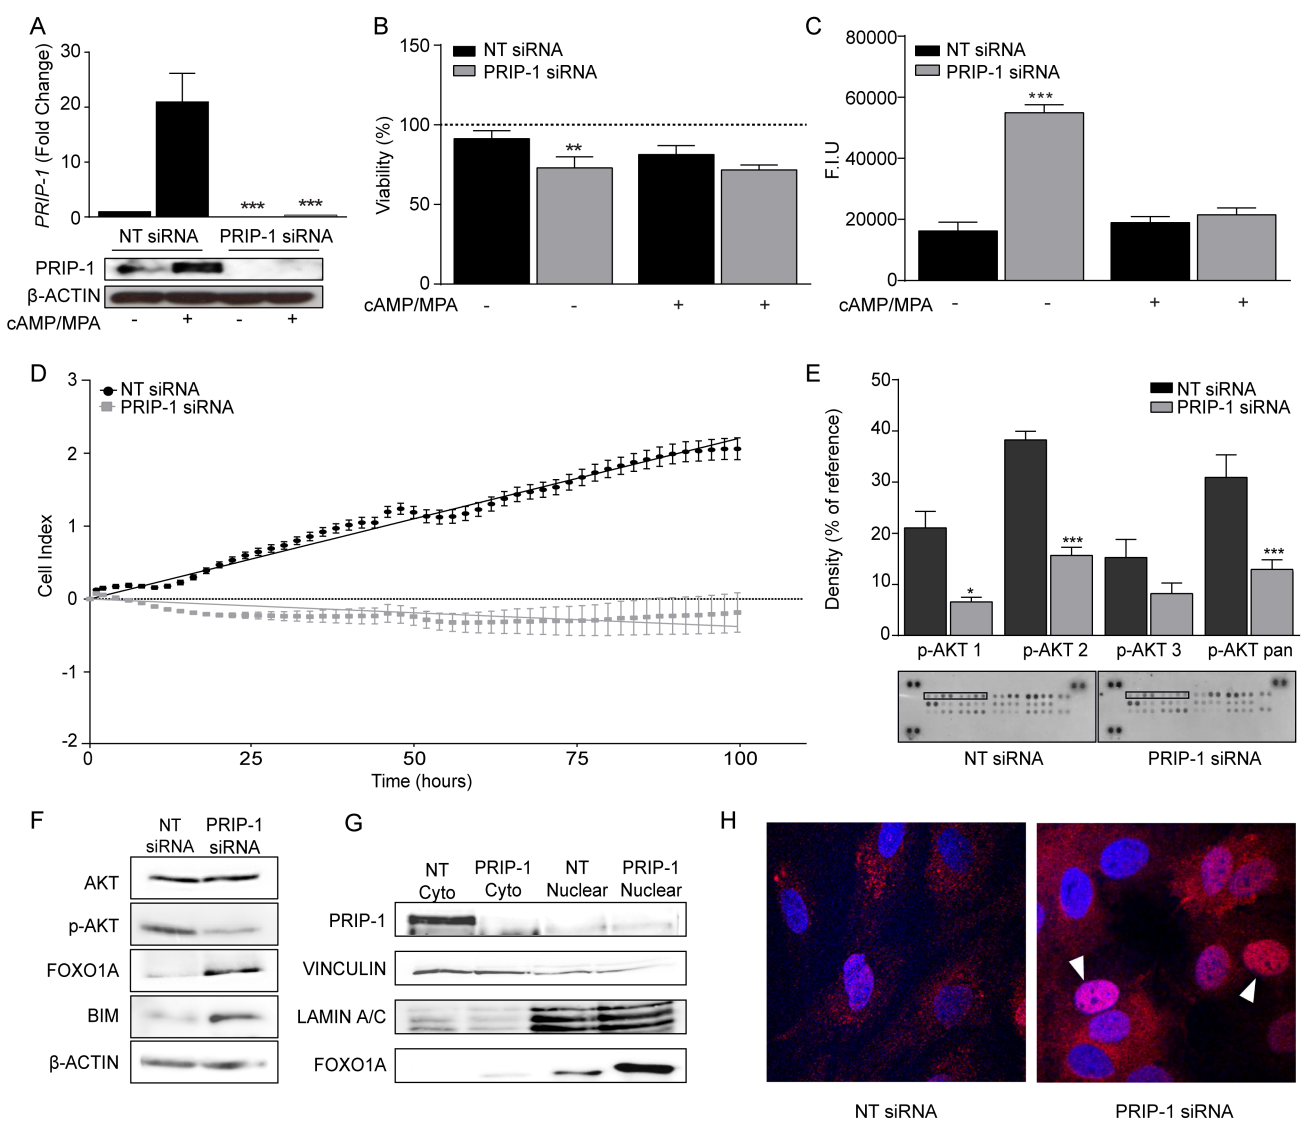 A
PRIP-1 (Fold Change)
30
20
10
0
*** ***
NT siRNA PRIP-1 siRNA
PRIP-1
β-ACTIN
cAMP/MPA - + - +
B
Viability (%)
150
100
50
0
NT siRNA
PRIP-1 siRNA
**
cAMP/MPA - - + +
C
F.I.U
80000
60000
40000
20000
0
NT siRNA
PRIP-1 siRNA
***
cAMP/MPA - - + +
D
Cell Index
3
2
1
0
-1
-2
NT siRNA
PRIP-1 siRNA
0 25 50 75 100
Time (hours)
E
Density (% of reference)
50
40
30
20
10
0
NT siRNA
PRIP-1 siRNA
* *** ***
p-AKT 1 p-AKT 2 p-AKT 3 p-AKT pan
NT siRNA PRIP-1 siRNA
F
NT siRNA
PRIP-1 siRNA
AKT
p-AKT
FOXO1A
BIM
β-ACTIN
G
NT PRIP-1 NT PRIP-1
Cyto Cyto Nuclear Nuclear
PRIP-1
VINCULIN
LAMIN A/C
FOXO1A
H
NT siRNA PRIP-1 siRNA